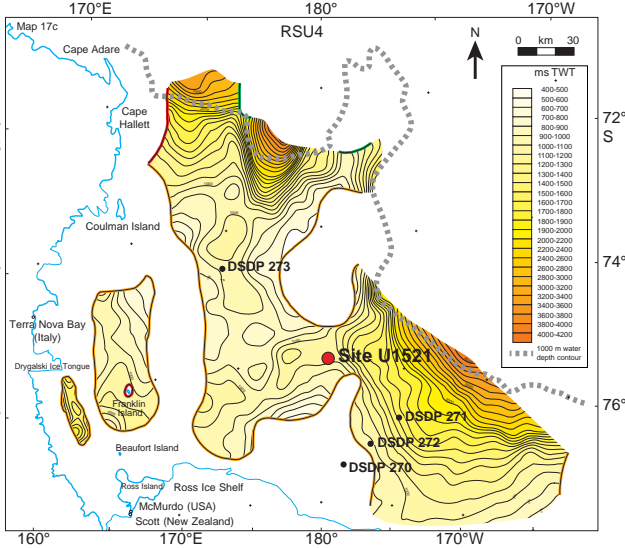 170°E
RSU4
180°
170°W
Map 17c
Cape Adare
N
0 km 30
ms TWT
400-500
500-600
600-700
700-800
800-900
900-1000
1000-1100
1100-1200
1200-1300
1300-1400
1400-1500
1500-1600
1600-1700
1700-1800
1800-1900
1900-2000
2000-2200
2200-2400
2400-2600
2600-2800
2800-3000
3000-3200
3200-3400
3400-3600
3600-3800
3800-4000
4000-4200
1000 m water
depth contour
72°
S
Cape
Hallett
Coulman Island
DSDP 273
74°
Terra Nova Bay
(Italy)
Drygalski Ice Tongue
Site U1521
Franklin
Island
DSDP 271
76°
DSDP 272
Beaufort Island
DSDP 270
Ross Island
Ross Ice Shelf
McMurdo (USA)
Scott (New Zealand)
160°
170°E
180°
170°W